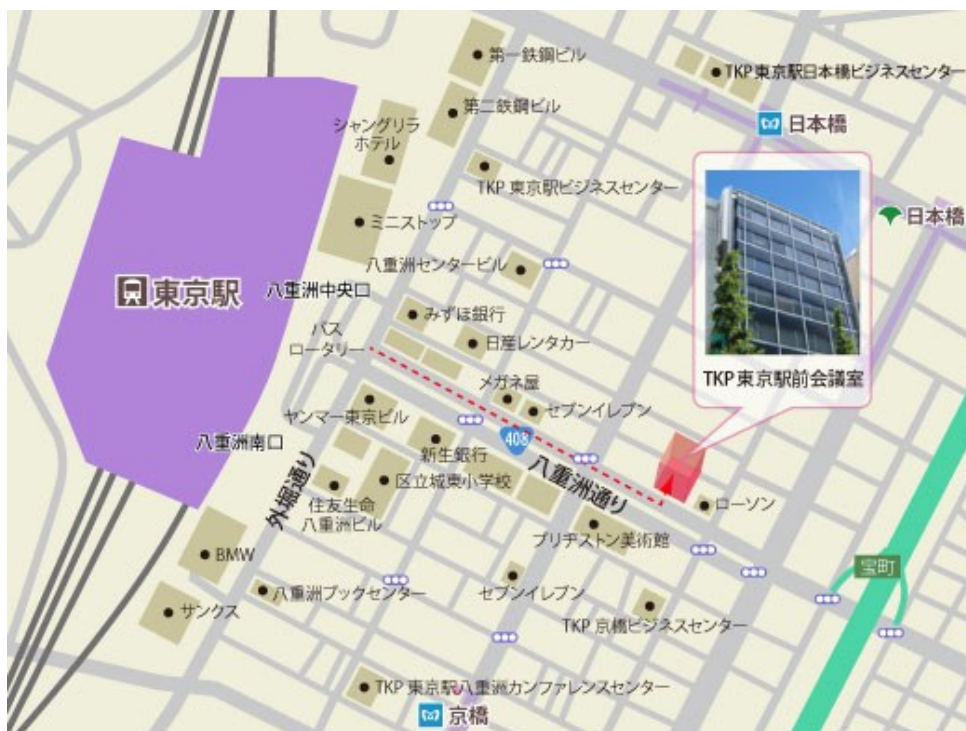 第一鉄鋼ビル
TKP東京駅日本橋ビジネスセンター
第二鉄鋼ビル
日本橋
シャングリラ
ホテル
TKP 東京駅ビジネスセンター
日本橋
ミニストップ
八重洲センタービル
東京駅
八重洲中央口
みずほ銀行
バス
ロータリー
日産レンタカー
TKP 東京駅前会議室
メガネ屋
ヤンマー東京ビル
セブンイレブン
八重洲南口
408
新生銀行
外堀通り
区立城東小学校
八重洲通り
住友生命
八重洲ビル
ローソン
ブリヂストン美術館
BMW
宝町
八重洲ブックセンター
セブンイレブン
サンクス
TKP 京橋ビジネスセンター
TKP 東京駅八重洲カンファレンスセンター
京橋